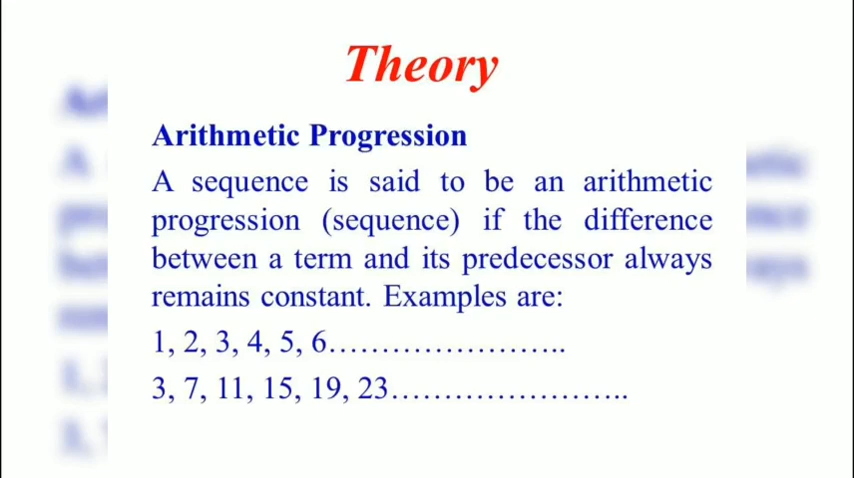 Theory
Arithmetic Progression
A sequence is said to be an arithmetic
progression (sequence) if the difference
between a term and its predecessor always
remains constant. Examples are:
1, 2, 3, 4, 5, 6……………………..
3, 7, 11, 15, 19, 23……………………..